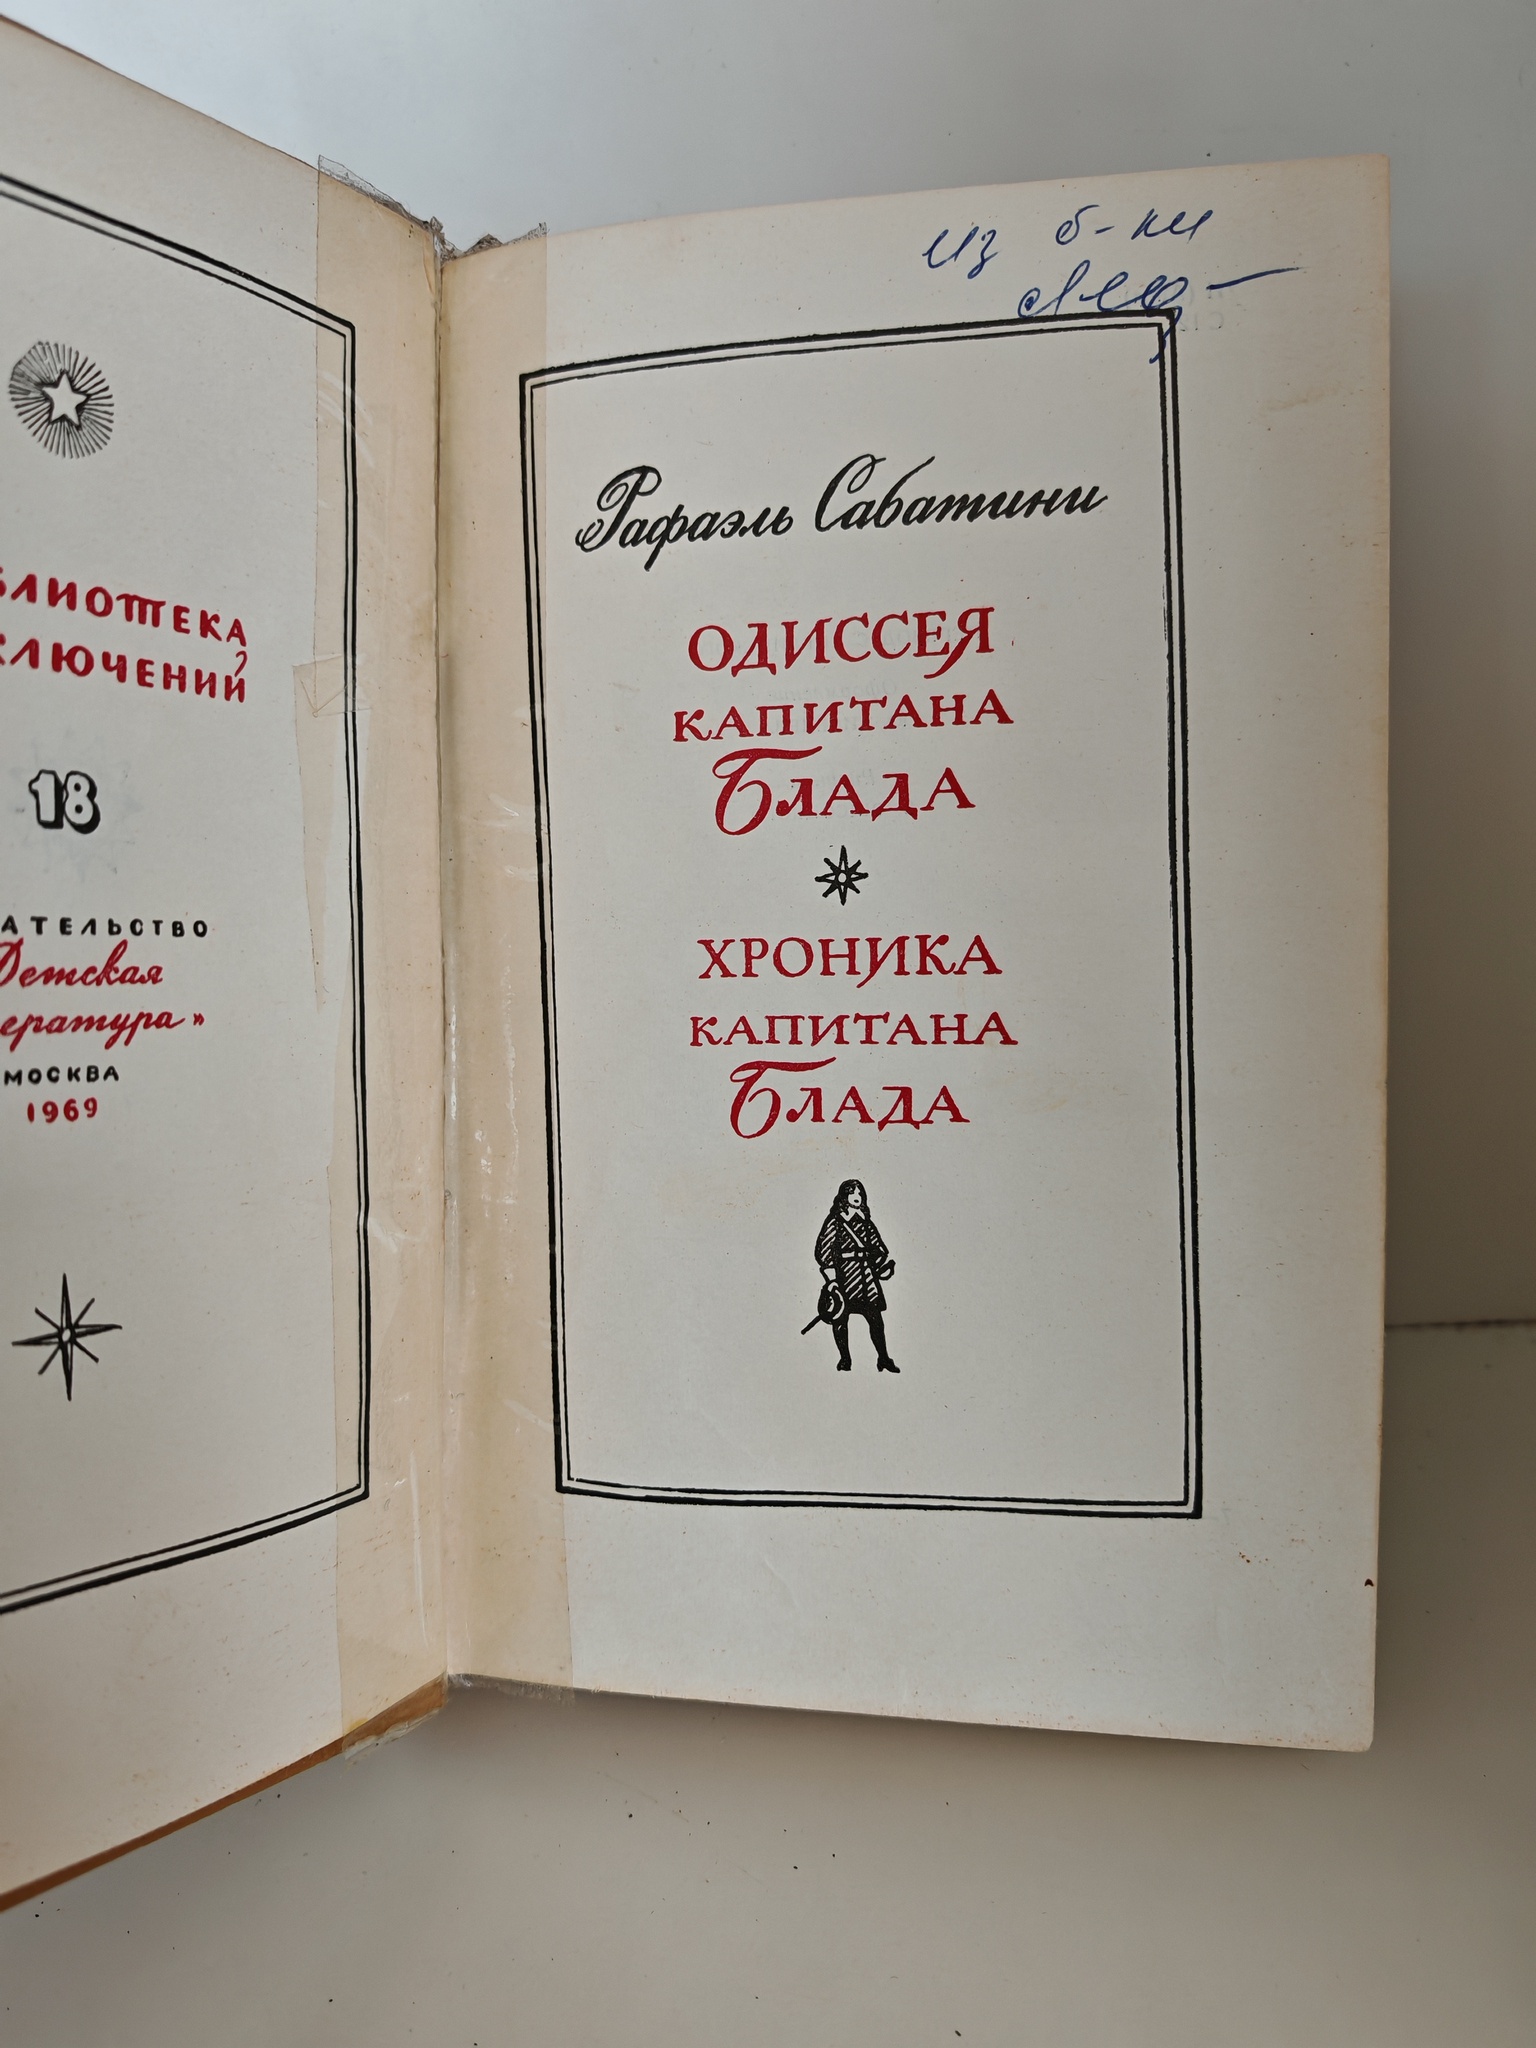 БЛИОТЕКА
КЛЮЧЕНИЙ
18
АТЕЛЬСТВО
Детская
ература»
МОСКВА
1969
из б-ки
Рафаэль Сабатини
ОДИССЕЯ
КАПИТАНА
БЛАДА
ХРОНИКА
КАПИТАНА
БЛАДА